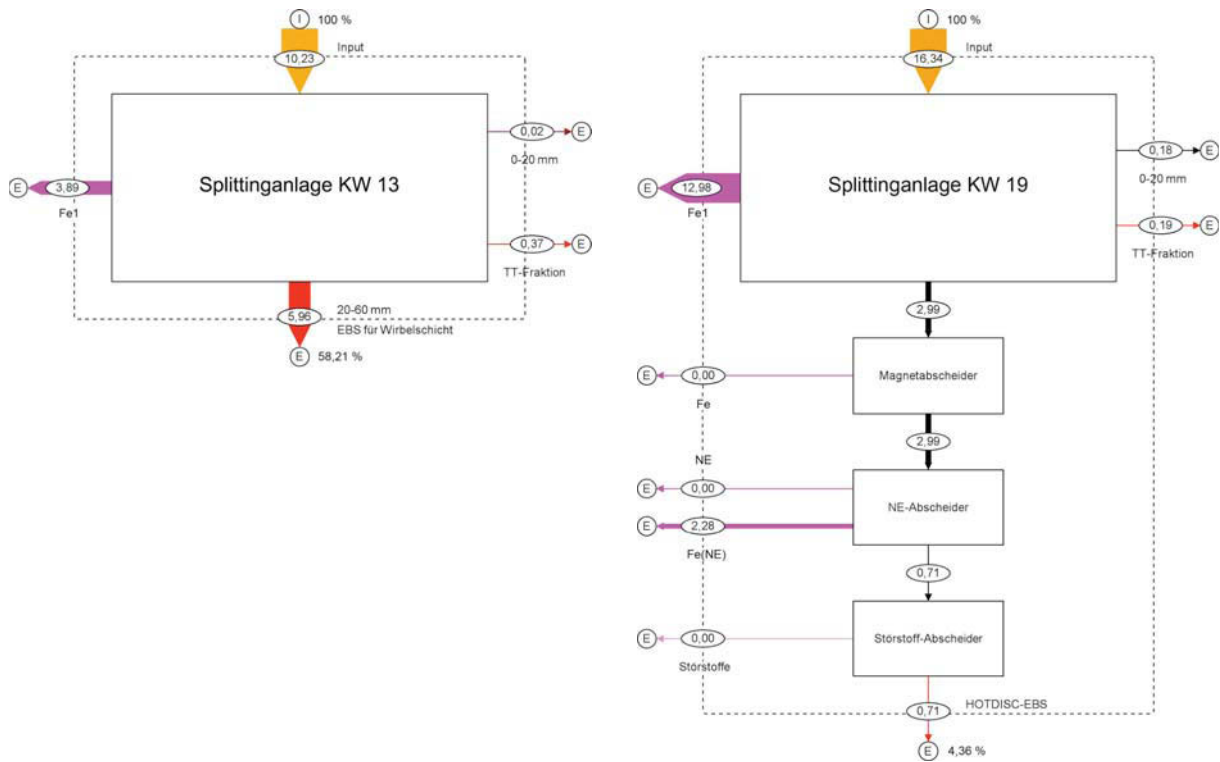 I 100 %
Input
10,23
Splittinganlage KW 13
0,02 E
0-20 mm
E 3,89
Fe1
0,37 E
TT-Fraktion
5,96
20-60 mm
EBS für Wirbelschicht
E 58,21 %
I 100 %
Input
16,34
Splittinganlage KW 19
0,18 E
0-20 mm
E 12,98
Fe1
0,19 E
TT-Fraktion
2,99
Magnetabscheider
E 0,00
Fe
2,99
NE
E 0,00
NE-Abscheider
E 2,28
Fe(NE)
0,71
Störstoff-Abscheider
E 0,00
Störstoffe
0,71
HOTDISC-EBS
E 4,36 %